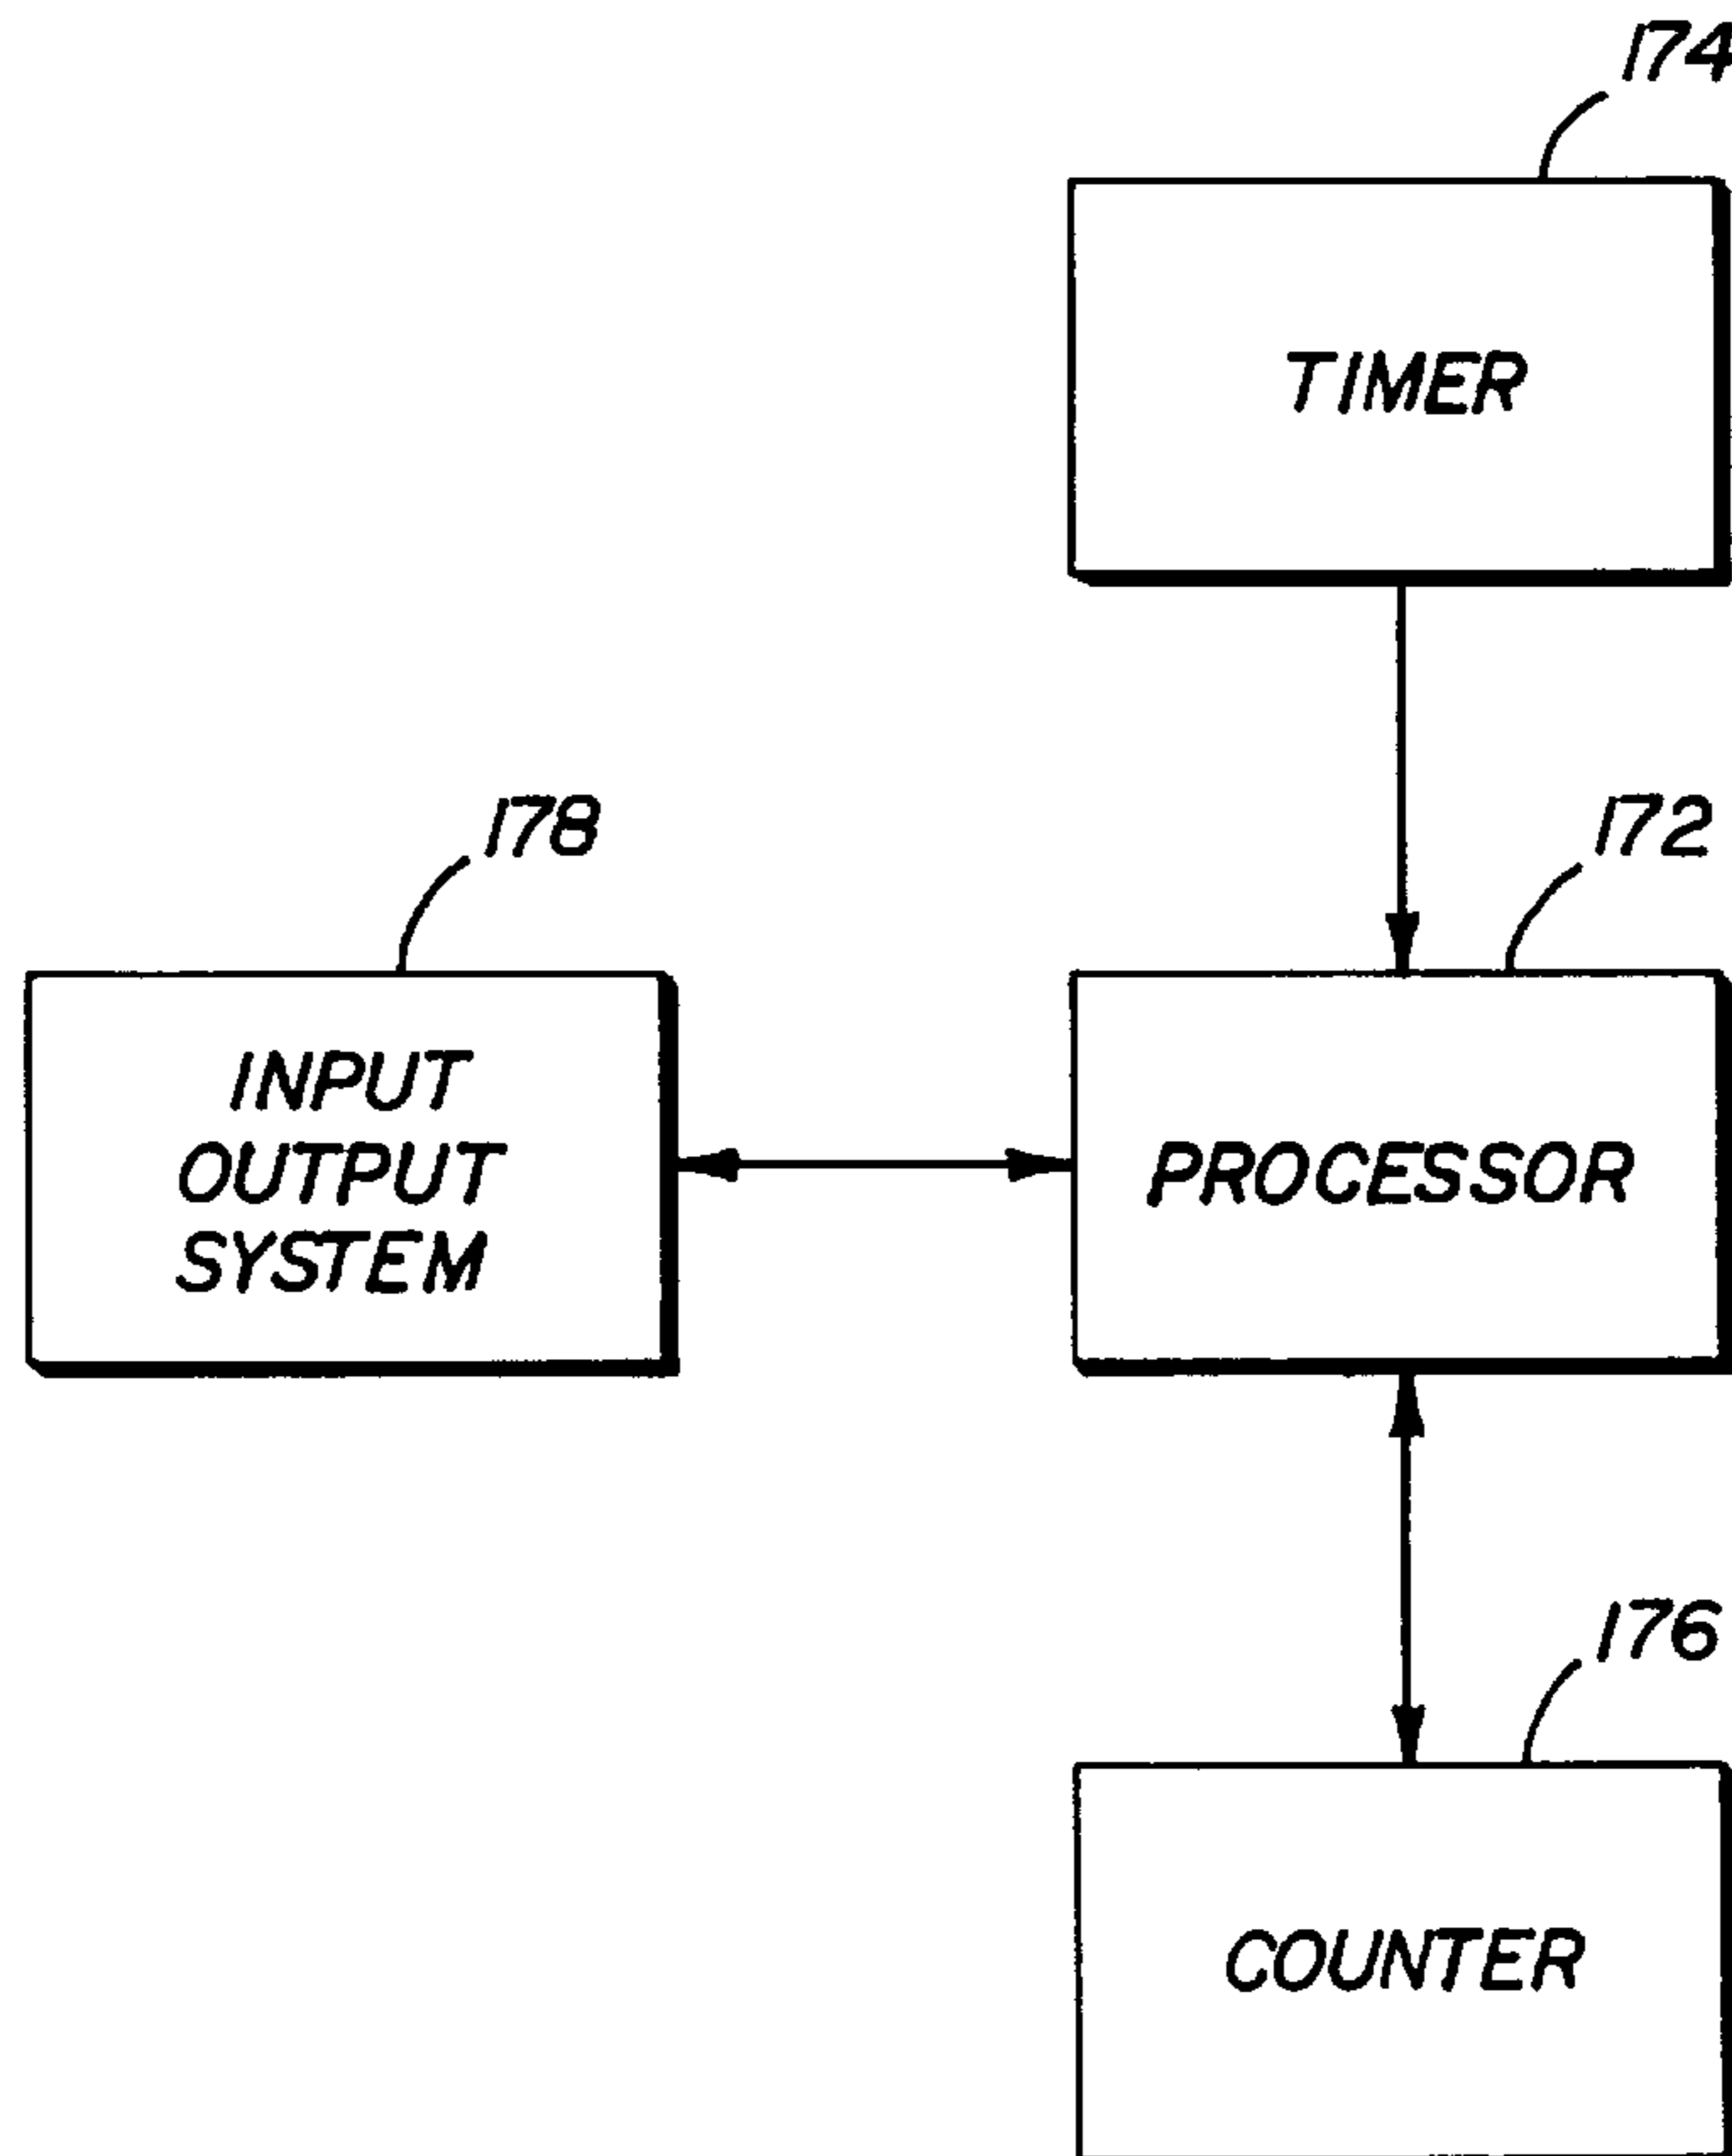 174
TIMER
178
172
INPUT
OUTPUT
SYSTEM
PROCESSOR
176
COUNTER